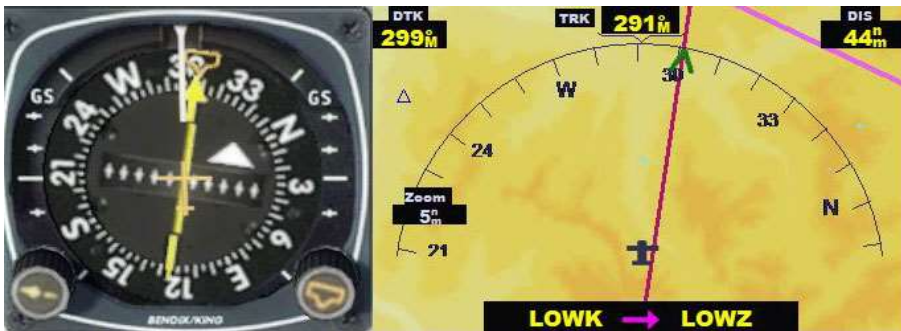 GS
GS
24
W
30
33
N
3
6
E
12
15
S
21
BENDIX/KING
DTK
299°M
TRK
291°M
DIS
44nm
W
30
33
24
N
21
Zoom
5nm
LOWK → LOWZ